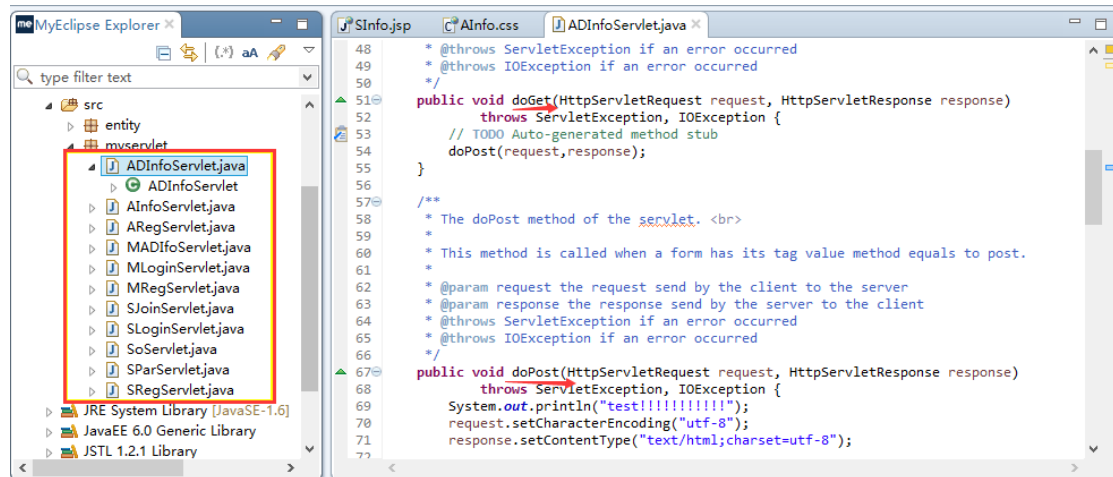 me MyEclipse Explorer
type filter text
src
entity
myservlet
ADInfoServlet.java
ADInfoServlet
AInfoServlet.java
ARegServlet.java
MADIfoServlet.java
MLoginServlet.java
MRegServlet.java
SJoinServlet.java
SLoginServlet.java
SoServlet.java
SParServlet.java
SRegServlet.java
JRE System Library [JavaSE-1.6]
JavaEE 6.0 Generic Library
JSTL 1.2.1 Library
SInfo.jsp AInfo.css ADInfoServlet.java
48 * @throws ServletException if an error occurred
49 * @throws IOException if an error occurred
50 */
51 public void doGet(HttpServletRequest request, HttpServletResponse response)
52 throws ServletException, IOException {
53 // TODO Auto-generated method stub
54 doPost(request,response);
55 }
56
57 /**
58 * The doPost method of the servlet. <br>
59 *
60 * This method is called when a form has its tag value method equals to post.
61 *
62 * @param request the request send by the client to the server
63 * @param response the response send by the server to the client
64 * @throws ServletException if an error occurred
65 * @throws IOException if an error occurred
66 */
67 public void doPost(HttpServletRequest request, HttpServletResponse response)
68 throws ServletException, IOException {
69 System.out.println("test!!!!!!!!!!!");
70 request.setCharacterEncoding("utf-8");
71 response.setContentType("text/html;charset=utf-8");
72